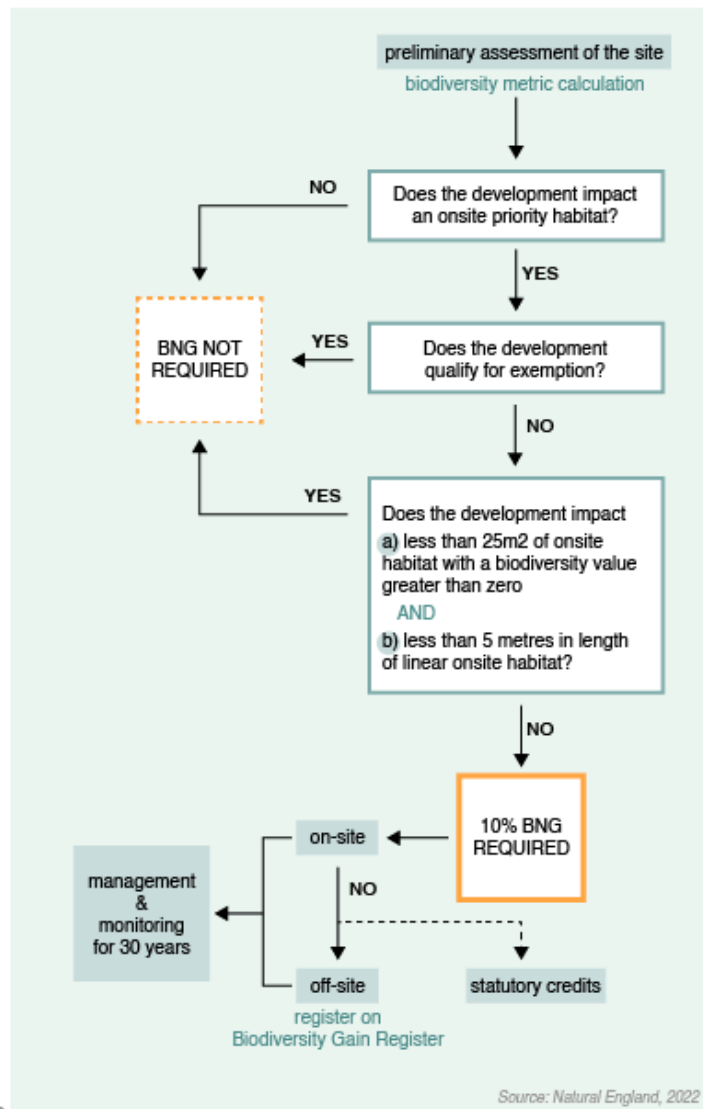 preliminary assessment of the site
biodiversity metric calculation
NO
Does the development impact
an onsite priority habitat?
YES
BNG NOT
REQUIRED
YES
Does the development
qualify for exemption?
NO
YES
Does the development impact
a) less than 25m2 of onsite
habitat with a biodiversity value
greater than zero
AND
b) less than 5 metres in length
of linear onsite habitat?
NO
10% BNG
REQUIRED
on-site
management
&
monitoring
for 30 years
NO
off-site
statutory credits
register on
Biodiversity Gain Register
Source: Natural England, 2022